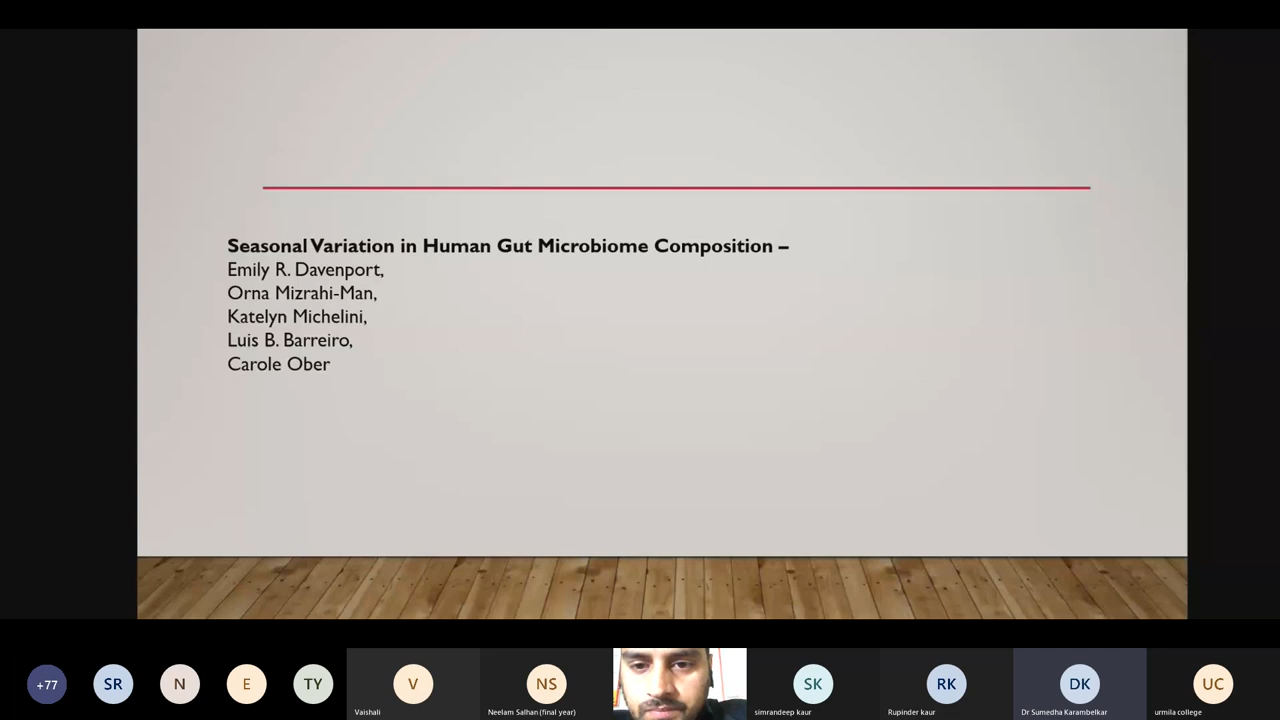 Seasonal Variation in Human Gut Microbiome Composition –
Emily R. Davenport,
Orna Mizrahi-Man,
Katelyn Michelini,
Luis B. Barreiro,
Carole Ober
+77
SR
N
E
TY
V
NS
SK
RK
DK
UC
Vaishali
Neelam Salhan (final year)
simrandeep kaur
Rupinder kaur
Dr Sumedha Karambelkar
urmila college